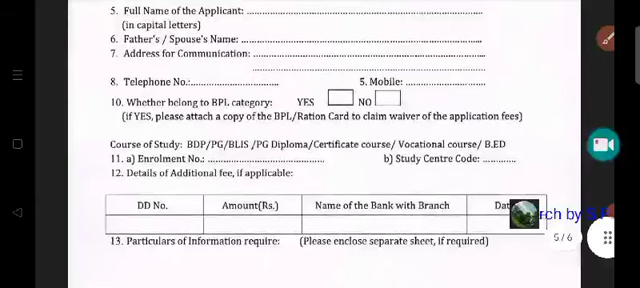 5. Full Name of the Applicant:
(in capital letters)
6. Father's / Spouse's Name:
7. Address for Communication:
8. Telephone No.: 5. Mobile:
10. Whether belong to BPL category: YES NO
(if YES, please attach a copy of the BPL/Ration Card to claim waiver of the application fees)
Course of Study: BDP/PG/BLIS /PG Diploma/Certificate course/ Vocational course/ B.ED
11. a) Enrolment No.: b) Study Centre Code:
12. Details of Additional fee, if applicable:
DD No. Amount(Rs.) Name of the Bank with Branch
rch by
5 / 6
13. Particulars of Information require: (Please enclose separate sheet, if required)